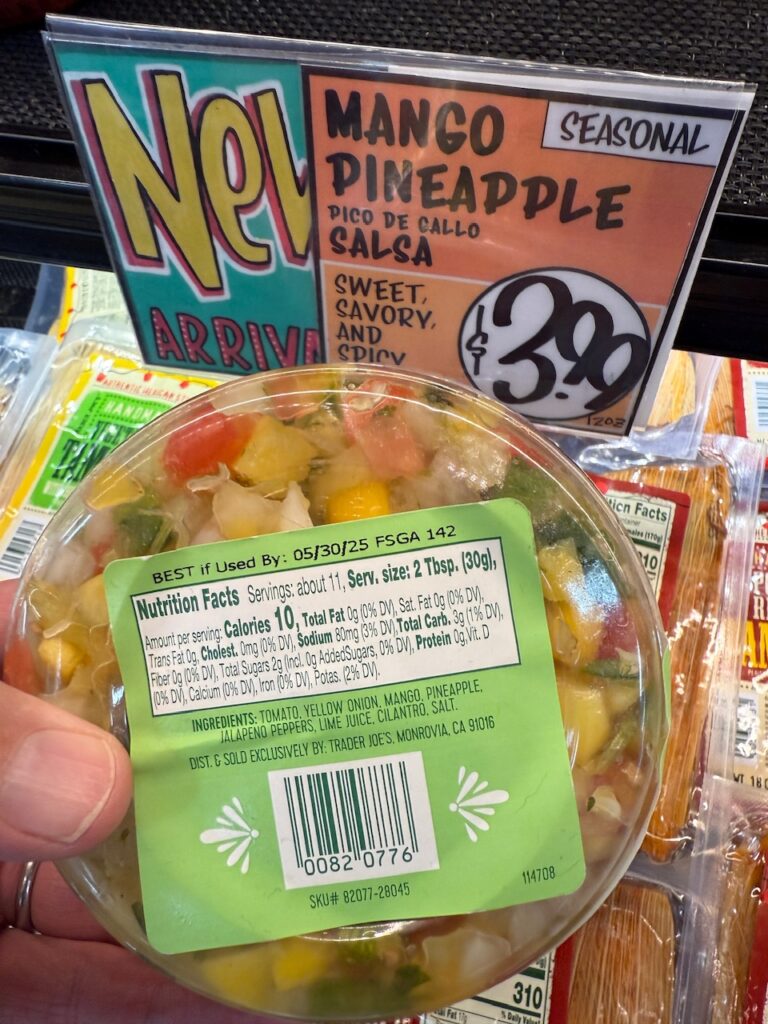 New
ARRIV
MANGO
PINEAPPLE
PICO DE GALLO
SALSA
SEASONAL
SWEET,
SAVORY,
AND
SPICY
$3.99
12OZ
BEST if Used By: 05/30/25 FSGA 142
Nutrition Facts Servings: about 11, Serv. size: 2 Tbsp. (30g),
Amount per serving: Calories 10, Total Fat 0g (0% DV), Sat. Fat 0g (0% DV),
Trans Fat 0g, Cholest. 0mg (0% DV), Sodium 80mg (3% DV), Total Carb. 3g (1% DV),
Fiber 0g (0% DV), Total Sugars 2g (Incl. 0g AddedSugars, 0% DV), Protein 0g, Vit. D
(0% DV), Calcium (0% DV), Iron (0% DV), Potas. (2% DV).
INGREDIENTS: TOMATO, YELLOW ONION, MANGO, PINEAPPLE,
JALAPENO PEPPERS, LIME JUICE, CILANTRO, SALT.
DIST. & SOLD EXCLUSIVELY BY: TRADER JOE'S, MONROVIA, CA 91016
0082 0776
SKU# 82077-28045
114708
310
% Daily Value